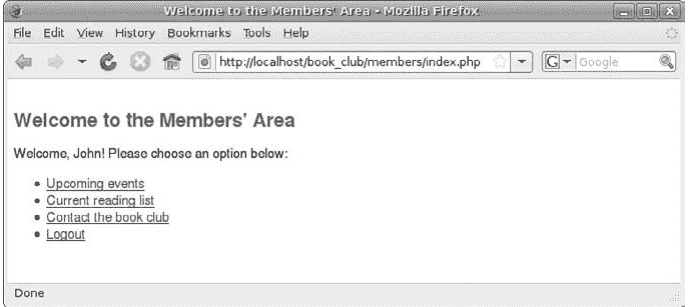 Welcome to the Members' Area - Mozilla Firefox
File Edit View History Bookmarks Tools Help
http://localhost/book_club/members/index.php G Google
Welcome to the Members' Area
Welcome, John! Please choose an option below:
• Upcoming events
• Current reading list
• Contact the book club
• Logout
Done